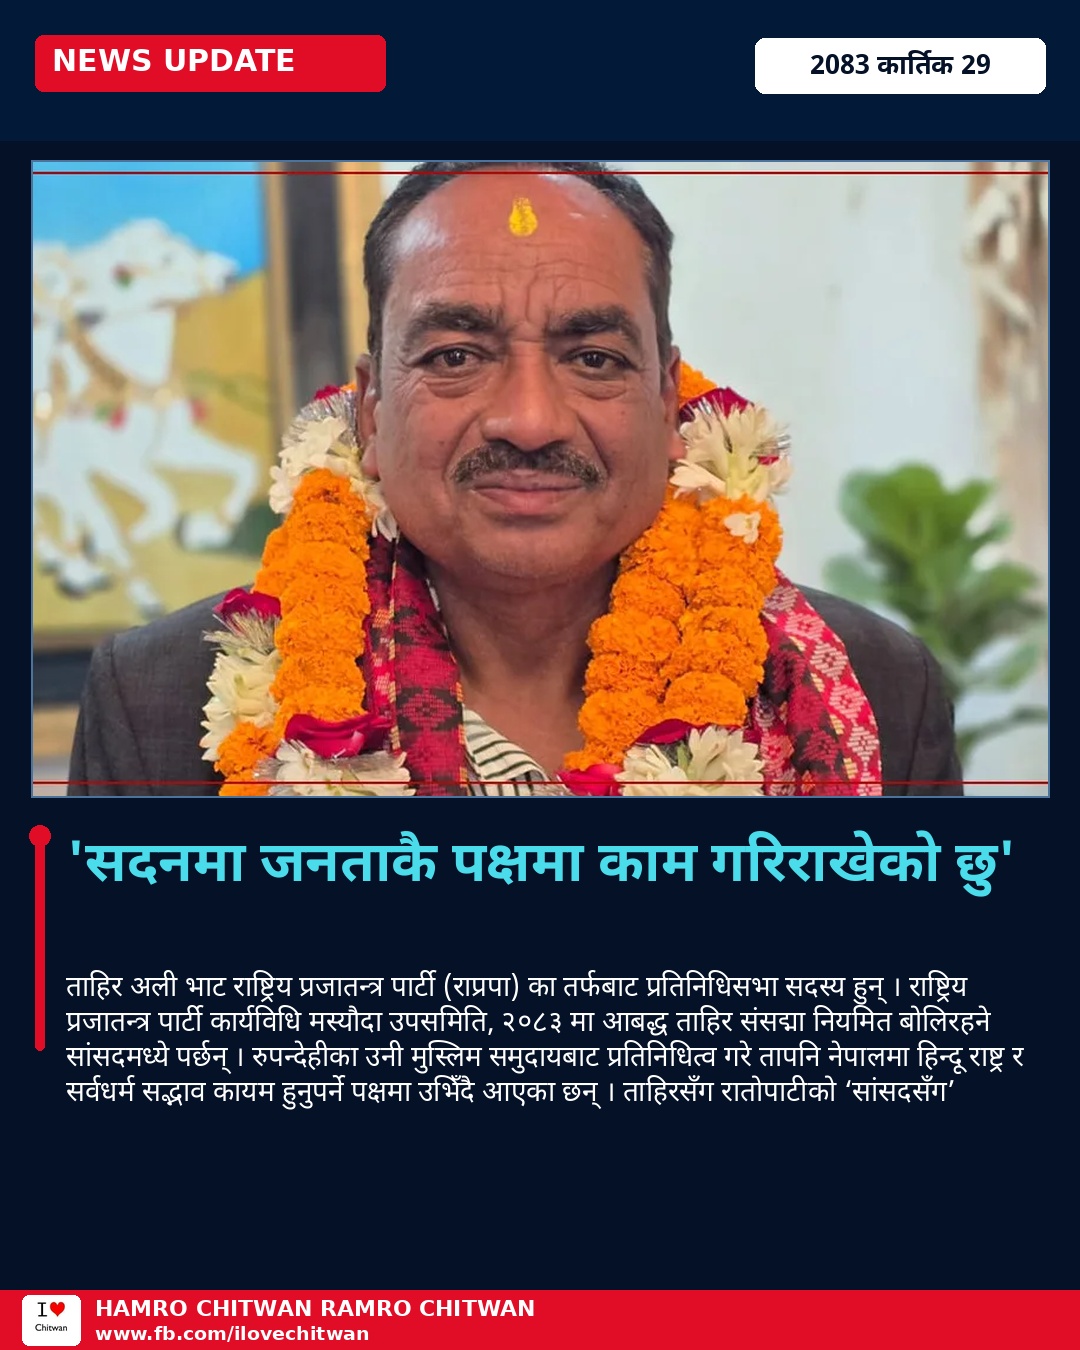 NEWS UPDATE
2083 कार्तिक 29
'सदनमा जनताकै पक्षमा काम गरिराखेको छु'
ताहिर अली भाट राष्ट्रिय प्रजातन्त्र पार्टी (राप्रपा) का तर्फबाट प्रतिनिधिसभा सदस्य हुन् । राष्ट्रिय
प्रजातन्त्र पार्टी कार्यविधि मस्यौदा उपसमिति, २०८३ मा आबद्ध ताहिर संसद्मा नियमित बोलिरहने
सांसदमध्ये पर्छन् । रुपन्देहीका उनी मुस्लिम समुदायबाट प्रतिनिधित्व गरे तापनि नेपालमा हिन्दू राष्ट्र र
सर्वधर्म सद्भाव कायम हुनुपर्ने पक्षमा उभिँदै आएका छन् । ताहिरसँग रातोपाटीको ‘सांसदसँग’
I❤
Chitwan
HAMRO CHITWAN RAMRO CHITWAN
www.fb.com/ilovechitwan